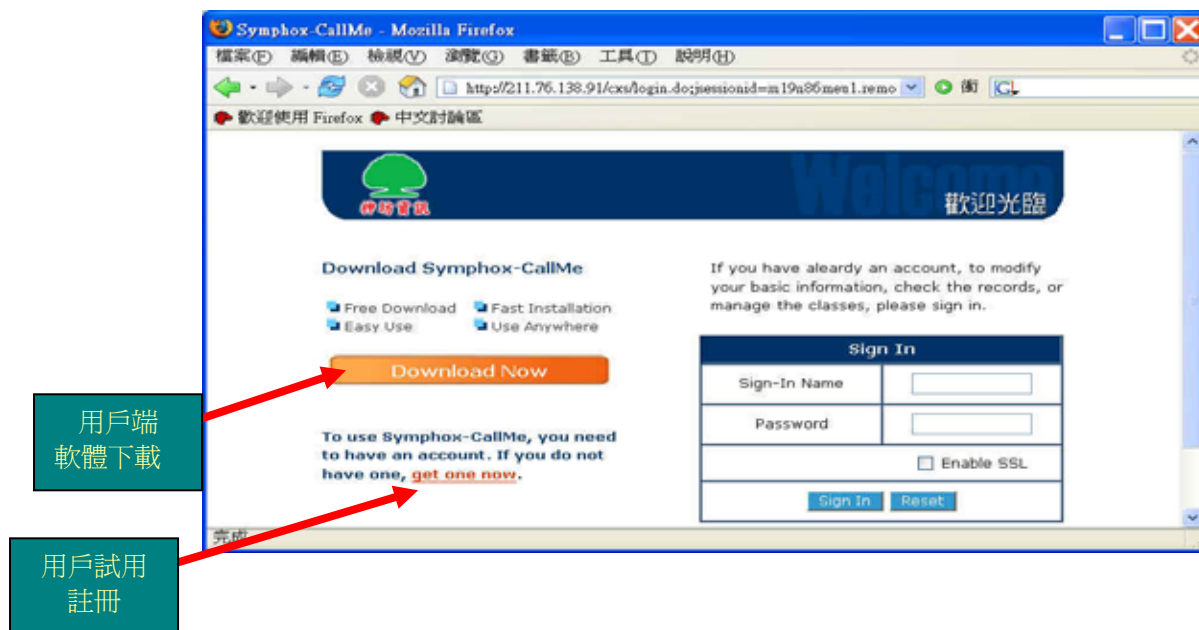 Symphox-CallMe - Mozilla Firefox
檔案(F) 編輯(E) 檢視(V) 瀏覽(G) 書籤(B) 工具(T) 說明(H)
http://211.76.138.91/cxs/login.do;jsessionid=m19n86men1.remo 衝 G
歡迎使用 Firefox 中文討論區
Welcome
歡迎光臨
神坊資訊
Download Symphox-CallMe
Free Download Fast Installation
Easy Use Use Anywhere
Download Now
To use Symphox-CallMe, you need
to have an account. If you do not
have one, get one now.
If you have aleardy an account, to modify
your basic information, check the records, or
manage the classes, please sign in.
Sign In
Sign-In Name
Password
Enable SSL
Sign In Reset
完成
用戶端
軟體下載
用戶試用
註冊